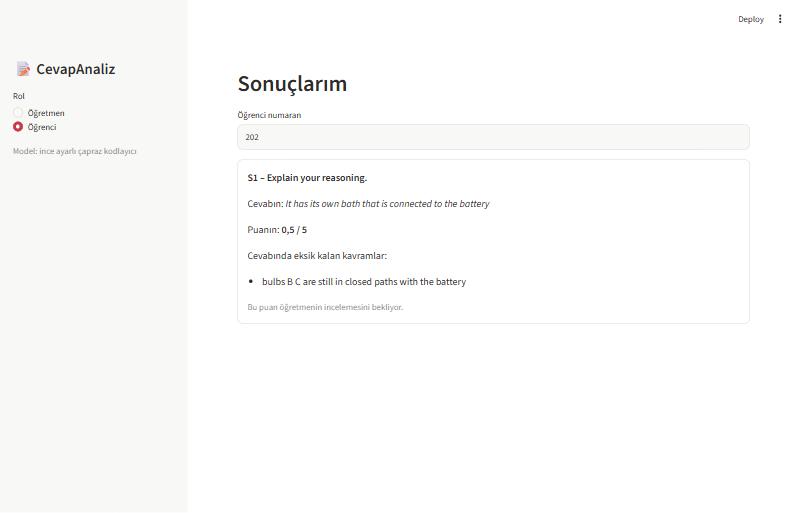 Deploy
CevapAnaliz
Rol
Öğretmen
Öğrenci
Model: ince ayarlı çapraz kodlayıcı
Sonuçlarım
Öğrenci numaran
202
S1 – Explain your reasoning.
Cevabın: It has its own bath that is connected to the battery
Puanın: 0,5 / 5
Cevabında eksik kalan kavramlar:
• bulbs B C are still in closed paths with the battery
Bu puan öğretmenin incelemesini bekliyor.